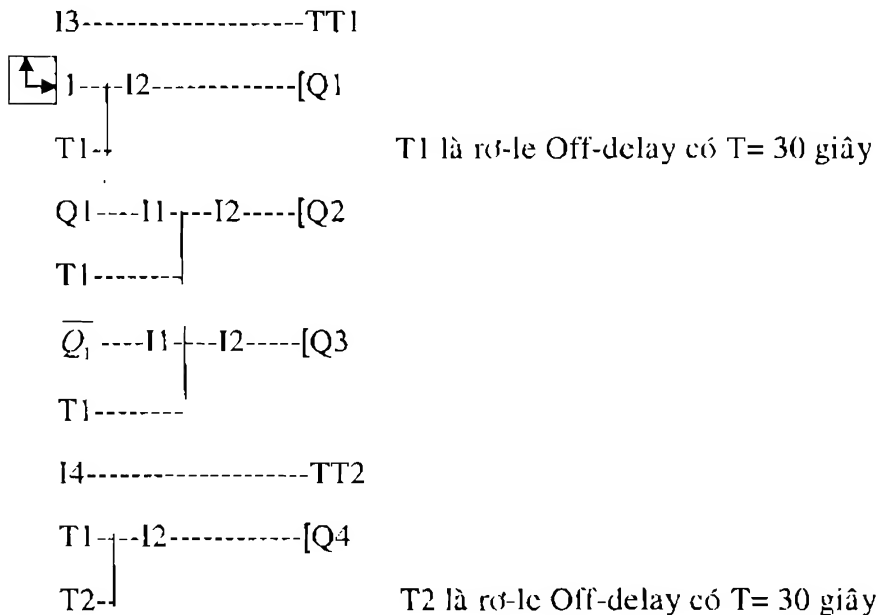 I3-------------------TT1
1----I2--------------[Q1
T1-- T1 là rơ-le Off-delay có T= 30 giây
Q1----I1----I2-----[Q2
T1--------
Q̅₁ ----I1---I2-----[Q3
T1--------
I4------------------TT2
T1---I2------------[Q4
T2-- T2 là rơ-le Off-delay có T= 30 giây